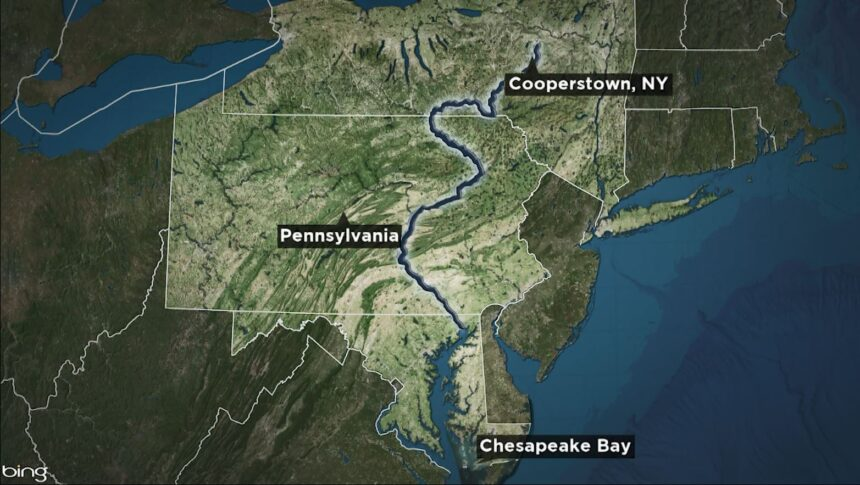 Cooperstown, NY
Pennsylvania
Chesapeake Bay
bing